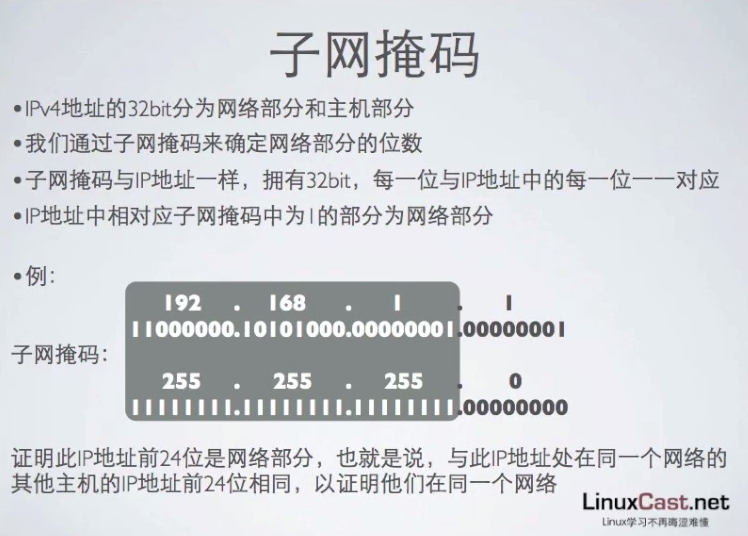 子网掩码
•IPv4地址的32bit分为网络部分和主机部分
•我们通过子网掩码来确定网络部分的位数
•子网掩码与IP地址一样，拥有32bit，每一位与IP地址中的每一位一一对应
•IP地址中相对应子网掩码中为1的部分为网络部分
•例：
192 . 168 . 1 . 1
11000000.10101000.00000001.00000001
子网掩码：
255 . 255 . 255 . 0
11111111.11111111.11111111.00000000
证明此IP地址前24位是网络部分，也就是说，与此IP地址处在同一个网络的
其他主机的IP地址前24位相同，以证明他们在同一个网络
LinuxCast.net
Linux学习不再晦涩难懂